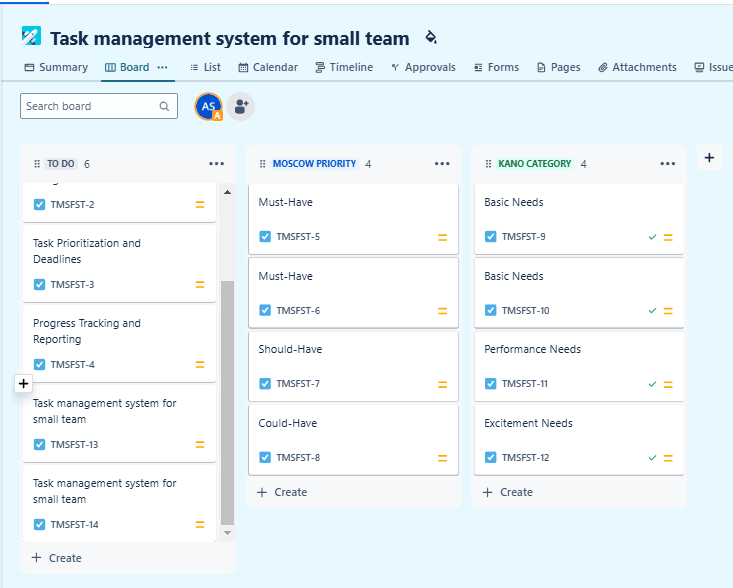 Task management system for small team
Summary Board List Calendar Timeline Approvals Forms Pages Attachments Issue
Search board
AS
A
TO DO 6
TMSFST-2
Task Prioritization and
Deadlines
TMSFST-3
Progress Tracking and
Reporting
TMSFST-4
Task management system for
small team
TMSFST-13
Task management system for
small team
TMSFST-14
+ Create
MOSCOW PRIORITY 4
Must-Have
TMSFST-5
Must-Have
TMSFST-6
Should-Have
TMSFST-7
Could-Have
TMSFST-8
+ Create
KANO CATEGORY 4
Basic Needs
TMSFST-9
Basic Needs
TMSFST-10
Performance Needs
TMSFST-11
Excitement Needs
TMSFST-12
+ Create